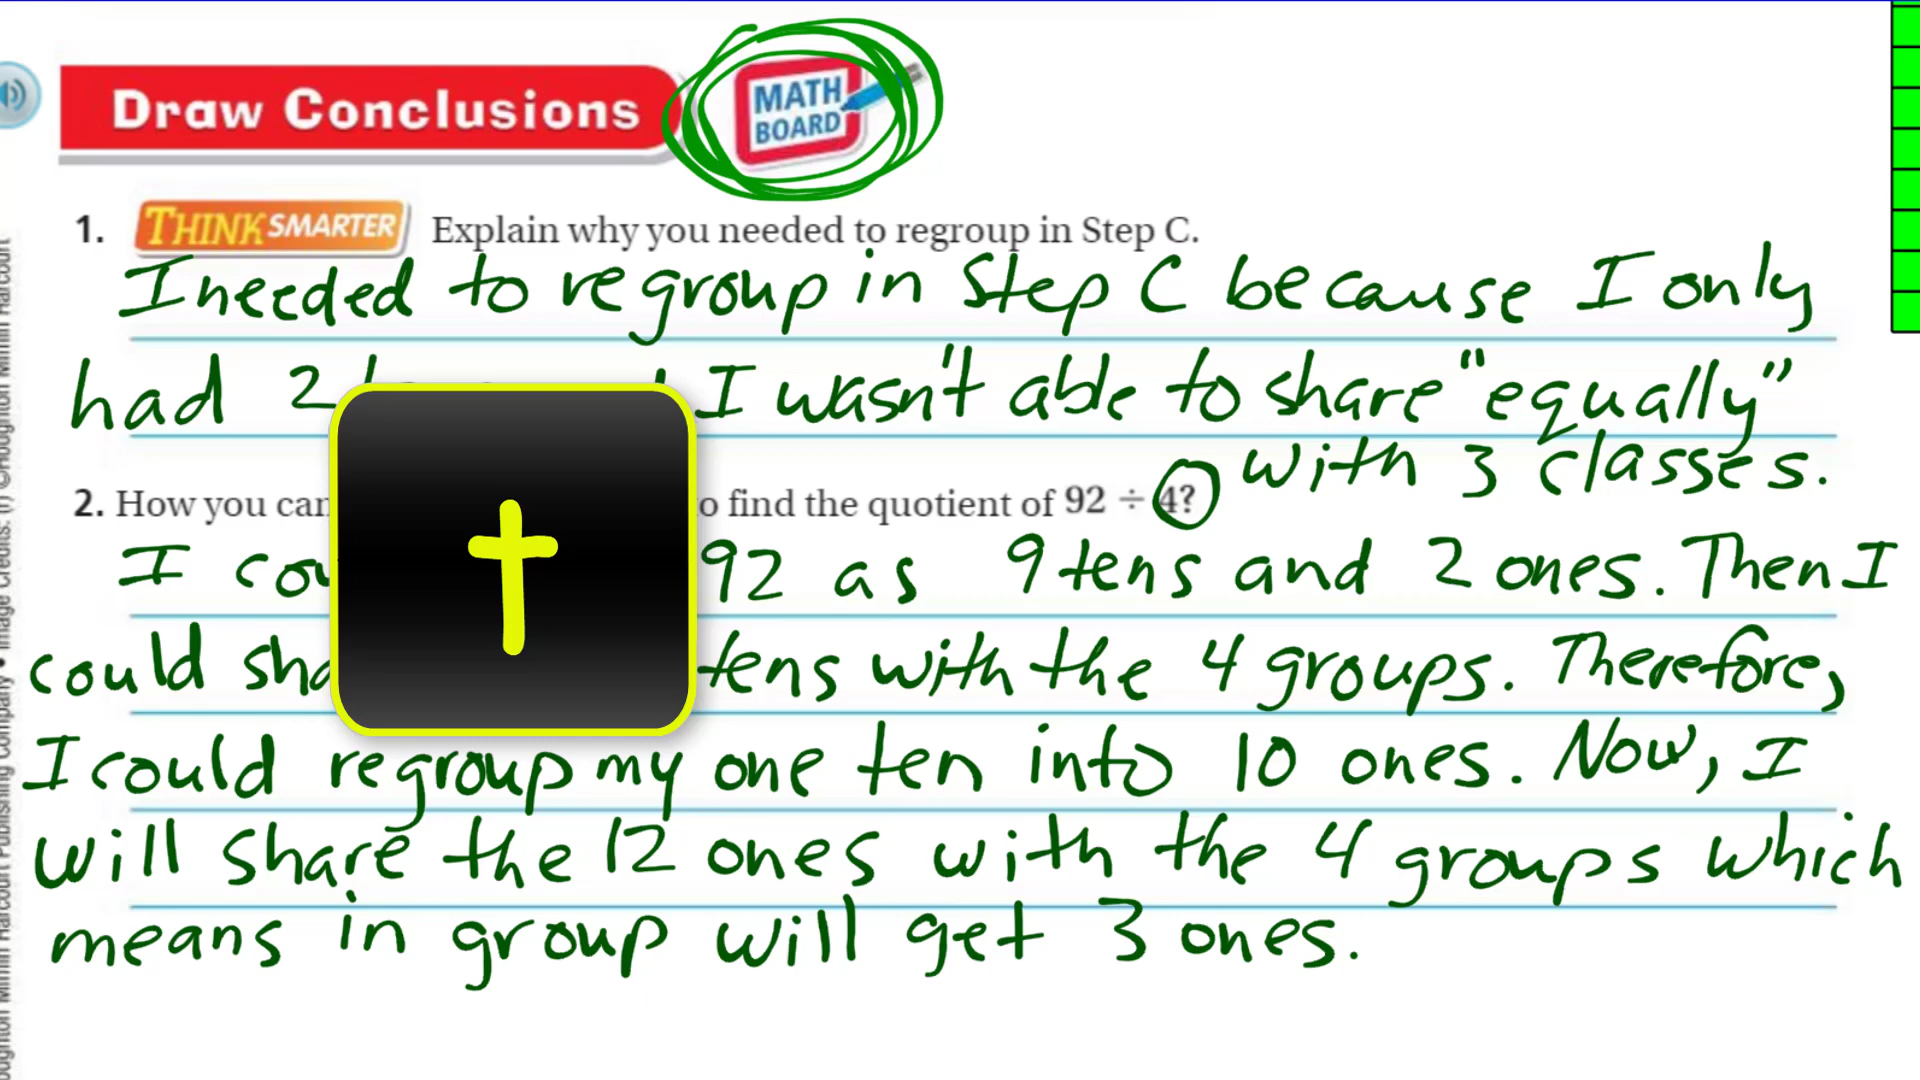 Draw Conclusions MATH BOARD
1. THINK SMARTER Explain why you needed to regroup in Step C.
I needed to regroup in Step C because I only
had 2 I wasn't able to share "equally"
with 3 classes.
2. How you can to find the quotient of 92 ÷ 4?
I 92 as 9 tens and 2 ones. Then I
could tens with the 4 groups. Therefore,
I could regroup my one ten into 10 ones. Now, I
will share the 12 ones with the 4 groups which
means in group will get 3 ones.
t